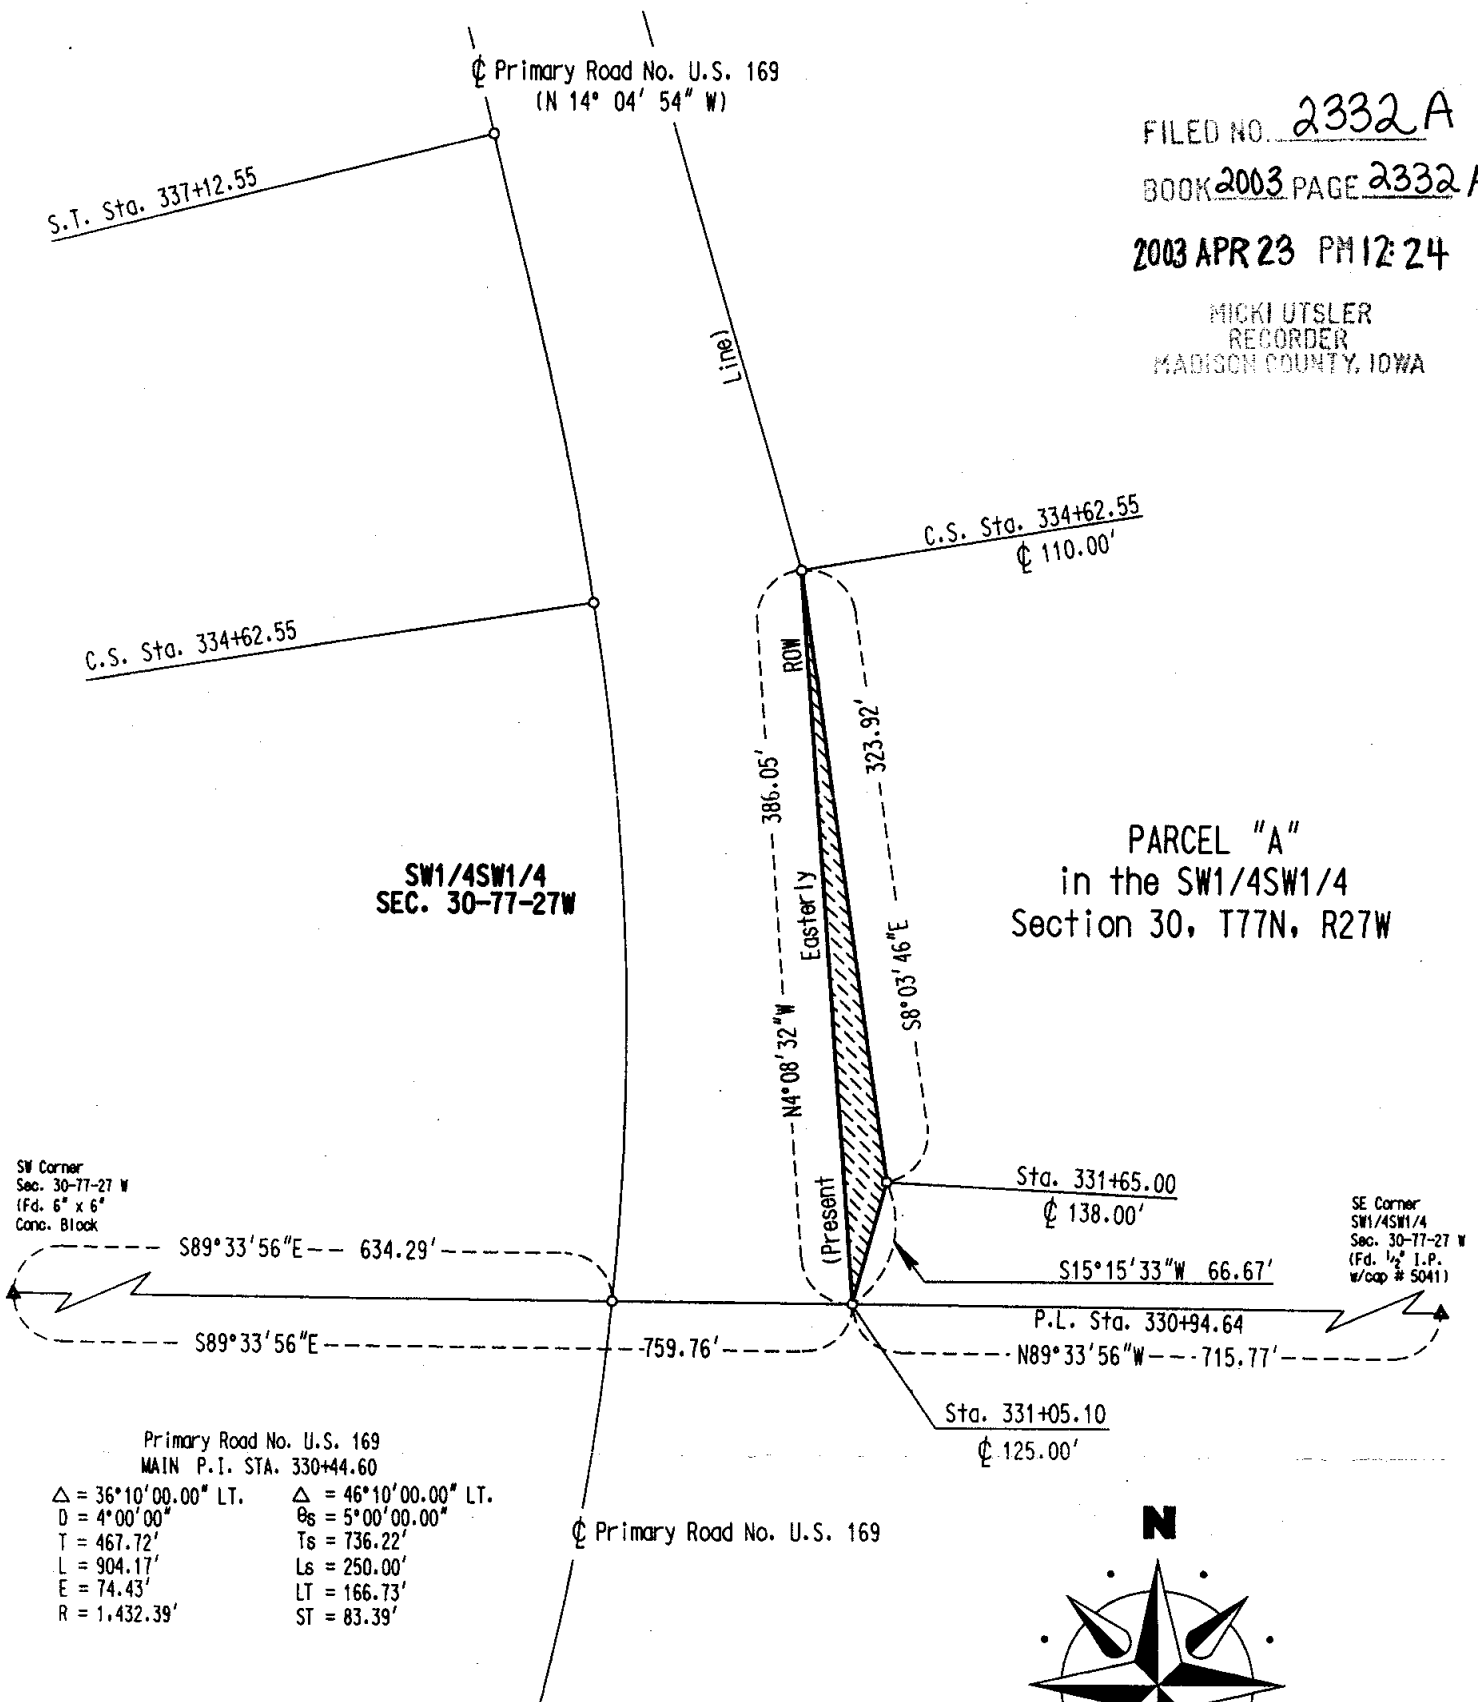 ℄ Primary Road No. U.S. 169
(N 14° 04' 54" W)
FILED NO. 2332 A
BOOK 2003 PAGE 2332 A
2003 APR 23 PM 12:24
MICKI UTSLER
RECORDER
MADISON COUNTY, IOWA
S.T. Sta. 337+12.55
Line)
C.S. Sta. 334+62.55
℄ 110.00'
C.S. Sta. 334+62.55
ROW
386.05'
323.92'
SW1/4SW1/4
SEC. 30-77-27W
PARCEL "A"
in the SW1/4SW1/4
Section 30, T77N, R27W
Easterly
S8°03'46"E
N4°08'32"W
(Present
SW Corner
Sec. 30-77-27 W
(Fd. 6" x 6"
Conc. Block
Sta. 331+65.00
℄ 138.00'
SE Corner
SW1/4SW1/4
Sec. 30-77-27 W
(Fd. 1/2" I.P.
w/cap # 5041)
S89°33'56"E 634.29'
S15°15'33"W 66.67'
P.L. Sta. 330+94.64
S89°33'56"E 759.76'
N89°33'56"W 715.77'
Sta. 331+05.10
℄ 125.00'
Primary Road No. U.S. 169
MAIN P.I. STA. 330+44.60
Δ = 36°10'00.00" LT. Δ = 46°10'00.00" LT.
D = 4°00'00" θs = 5°00'00.00"
T = 467.72' Ts = 736.22'
L = 904.17' Ls = 250.00'
E = 74.43' LT = 166.73'
R = 1,432.39' ST = 83.39'
℄ Primary Road No. U.S. 169
N